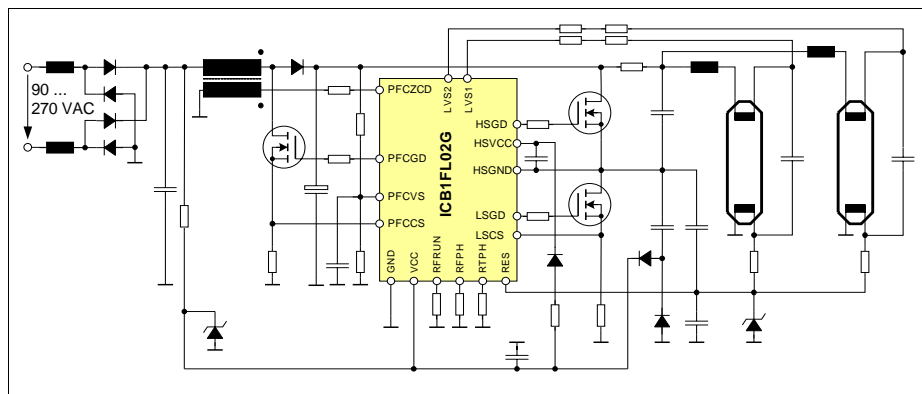 90 ...
270 VAC
PFCZCD
PFCGD
PFCVS
PFCCS
LVS2
LVS1
ICB1FL02G
HSGD
HSVCC
HSGND
LSGD
LSCS
GND
VCC
RFRUN
RFPH
RTPH
RES